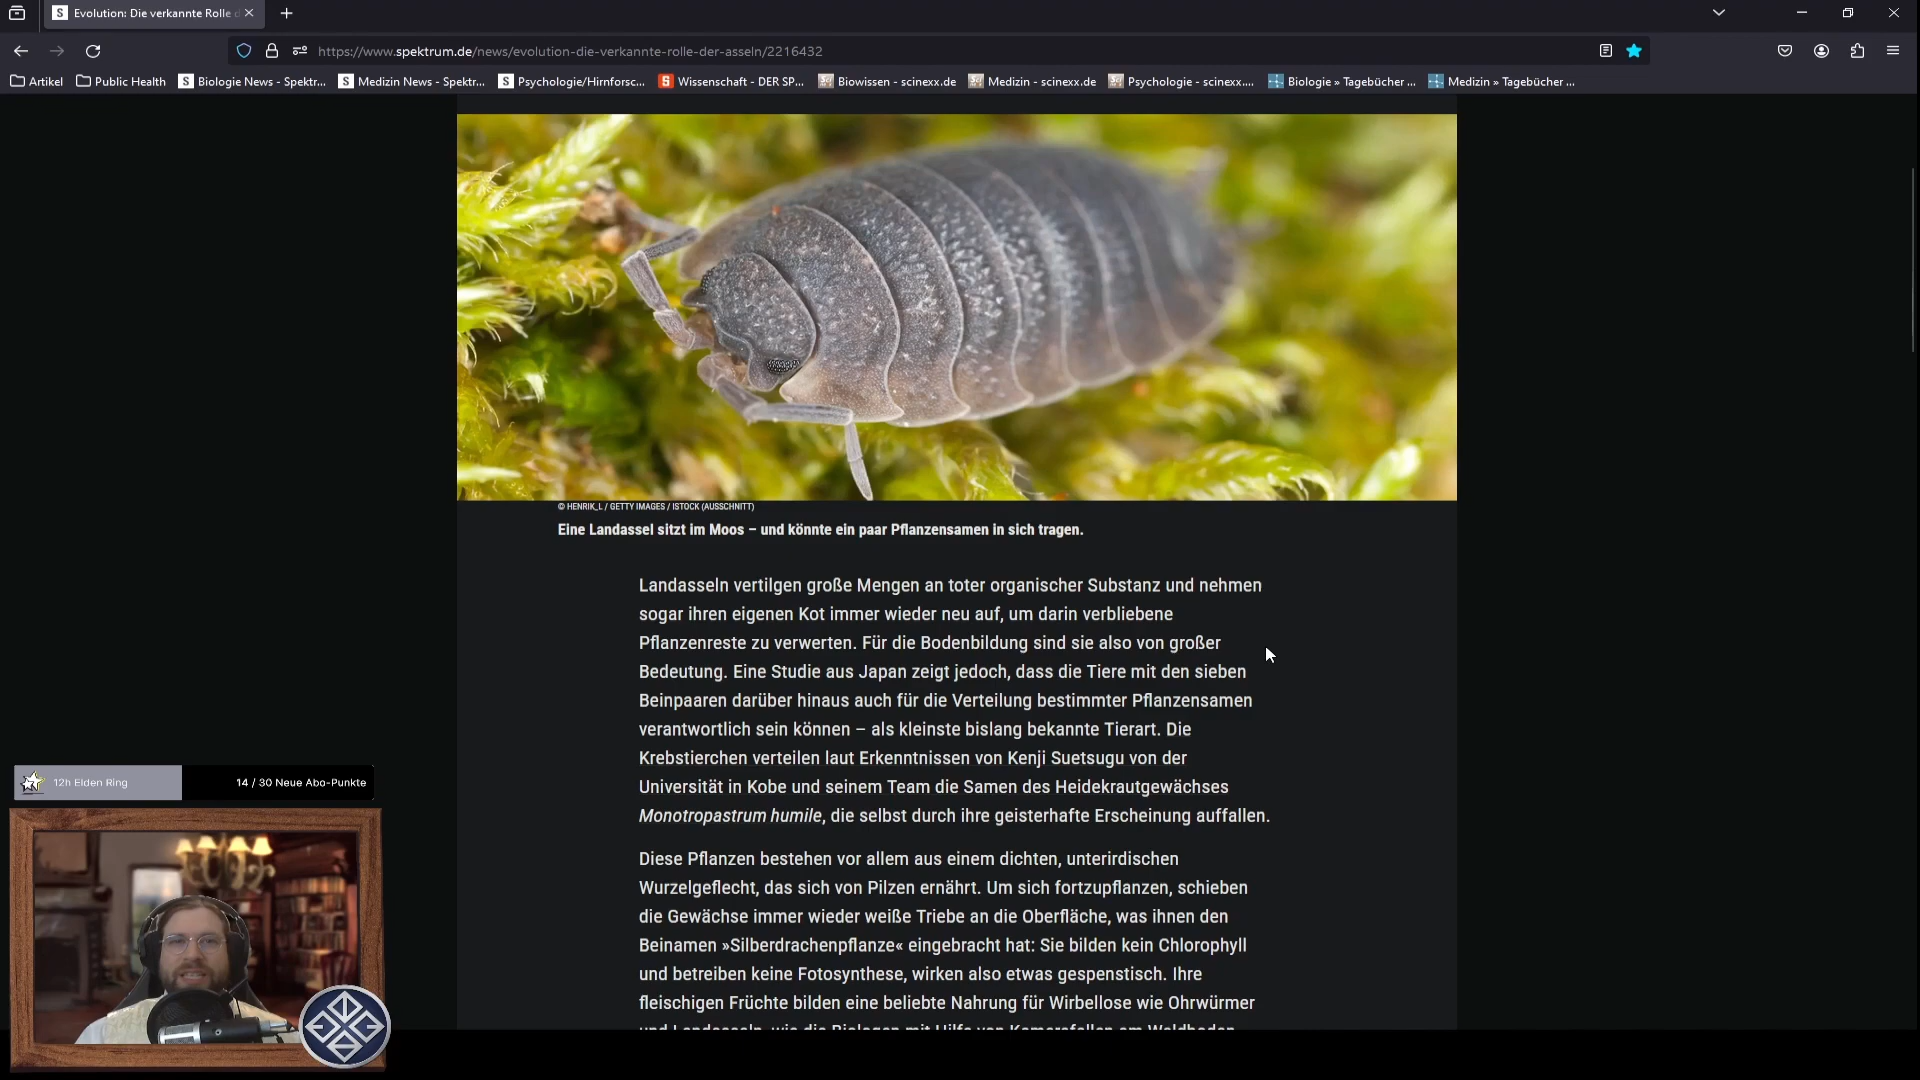 Evolution: Die verkannte Rolle d
https://www.spektrum.de/news/evolution-die-verkannte-rolle-der-asseln/2216432
Artikel Public Health Biologie News - Spektr... Medizin News - Spektr... Psychologie/Hirnforsc... Wissenschaft - DER SP... Biowissen - scinexx.de Medizin - scinexx.de Psychologie - scinexx.... Biologie » Tagebücher ... Medizin » Tagebücher ...
© HENRIK_L / GETTY IMAGES / ISTOCK (AUSSCHNITT)
Eine Landassel sitzt im Moos – und könnte ein paar Pflanzensamen in sich tragen.
Landasseln vertilgen große Mengen an toter organischer Substanz und nehmen
sogar ihren eigenen Kot immer wieder neu auf, um darin verbliebene
Pflanzenreste zu verwerten. Für die Bodenbildung sind sie also von großer
Bedeutung. Eine Studie aus Japan zeigt jedoch, dass die Tiere mit den sieben
Beinpaaren darüber hinaus auch für die Verteilung bestimmter Pflanzensamen
verantwortlich sein können – als kleinste bislang bekannte Tierart. Die
Krebstierchen verteilen laut Erkenntnissen von Kenji Suetsugu von der
Universität in Kobe und seinem Team die Samen des Heidekrautgewächses
Monotropastrum humile, die selbst durch ihre geisterhafte Erscheinung auffallen.
Diese Pflanzen bestehen vor allem aus einem dichten, unterirdischen
Wurzelgeflecht, das sich von Pilzen ernährt. Um sich fortzupflanzen, schieben
die Gewächse immer wieder weiße Triebe an die Oberfläche, was ihnen den
Beinamen »Silberdrachenpflanze« eingebracht hat: Sie bilden kein Chlorophyll
und betreiben keine Fotosynthese, wirken also etwas gespenstisch. Ihre
fleischigen Früchte bilden eine beliebte Nahrung für Wirbellose wie Ohrwürmer
und Landasseln, wie die Biologen mit Hilfe von Kamerafallen am Waldboden
12h Elden Ring 14 / 30 Neue Abo-Punkte